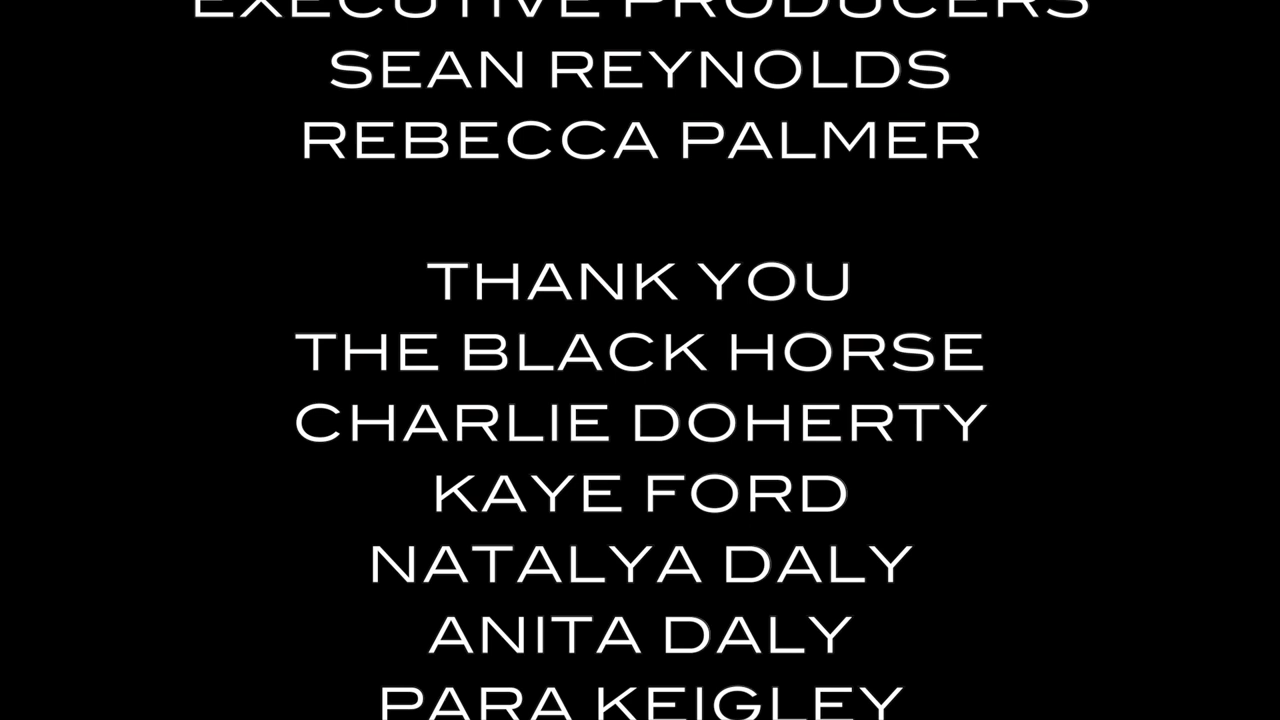 EXECUTIVE PRODUCERS
SEAN REYNOLDS
REBECCA PALMER
THANK YOU
THE BLACK HORSE
CHARLIE DOHERTY
KAYE FORD
NATALYA DALY
ANITA DALY
PARA KEIGLEY